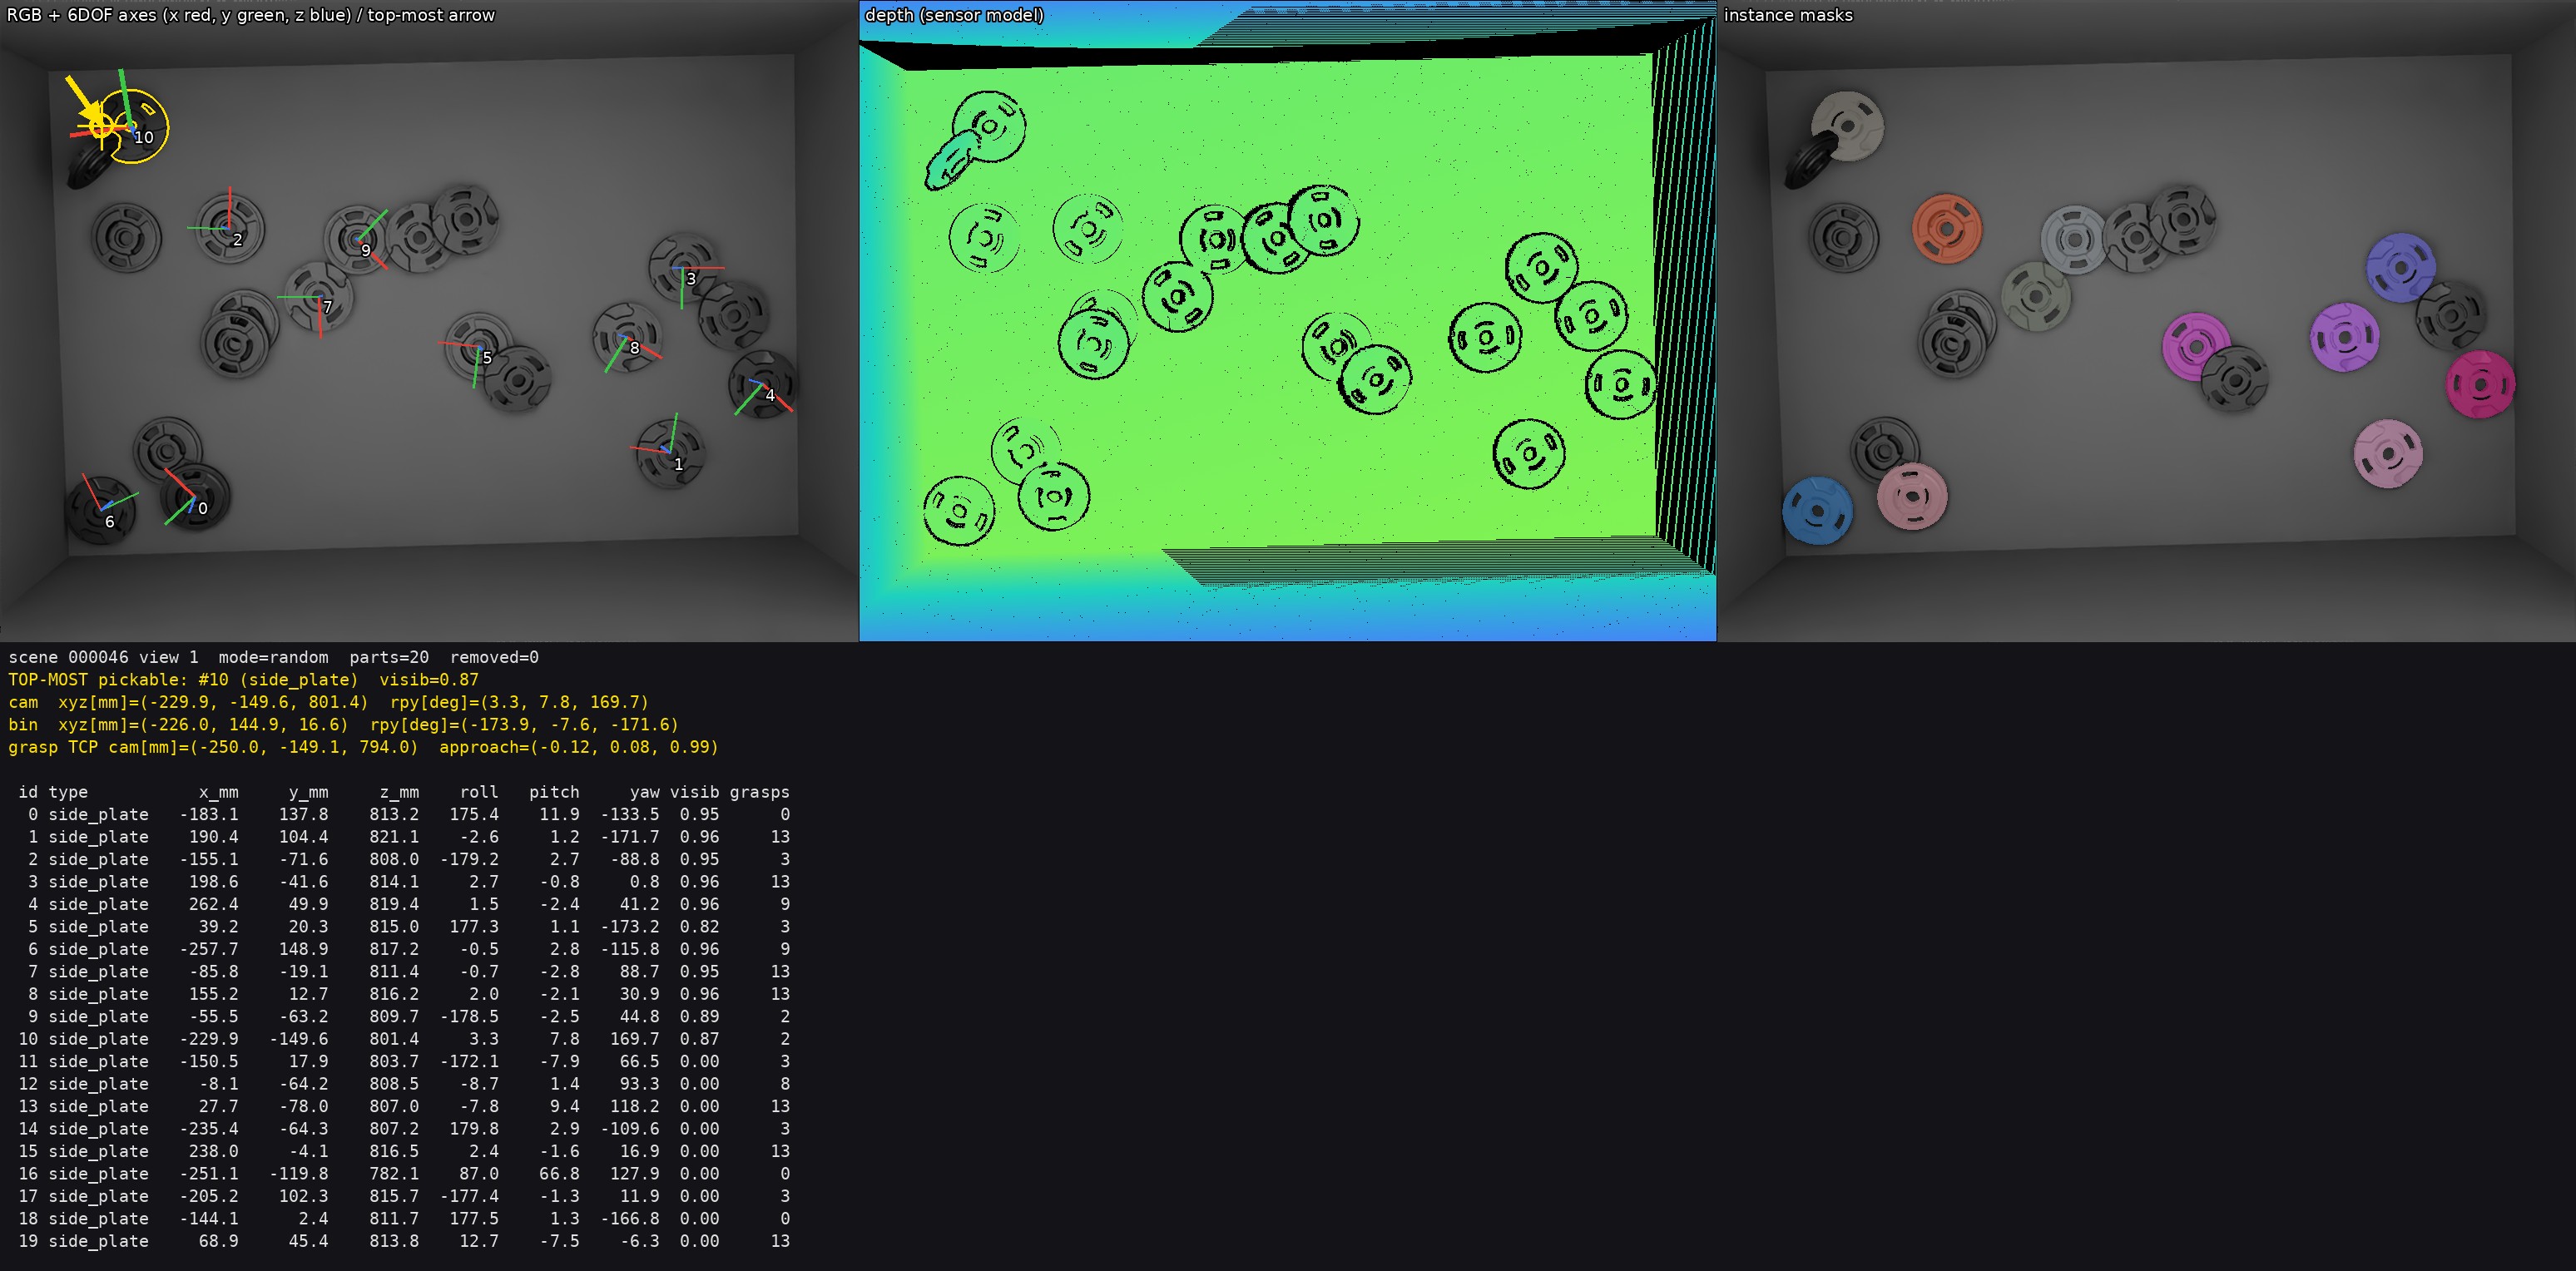 RGB + 6DOF axes (x red, y green, z blue) / top-most arrow
depth (sensor model)
instance masks
10
2
9
3
7
5
8
4
1
6
0
scene 000046 view 1  mode=random  parts=20  removed=0
TOP-MOST pickable: #10 (side_plate)  visib=0.87
cam  xyz[mm]=(-229.9, -149.6, 801.4)  rpy[deg]=(3.3, 7.8, 169.7)
bin  xyz[mm]=(-226.0, 144.9, 16.6)  rpy[deg]=(-173.9, -7.6, -171.6)
grasp TCP cam[mm]=(-250.0, -149.1, 794.0)  approach=(-0.12, 0.08, 0.99)
id type x_mm y_mm z_mm roll pitch yaw visib grasps
0 side_plate -183.1 137.8 813.2 175.4 11.9 -133.5 0.95 0
1 side_plate 190.4 104.4 821.1 -2.6 1.2 -171.7 0.96 13
2 side_plate -155.1 -71.6 808.0 -179.2 2.7 -88.8 0.95 3
3 side_plate 198.6 -41.6 814.1 2.7 -0.8 0.8 0.96 13
4 side_plate 262.4 49.9 819.4 1.5 -2.4 41.2 0.96 9
5 side_plate 39.2 20.3 815.0 177.3 1.1 -173.2 0.82 3
6 side_plate -257.7 148.9 817.2 -0.5 2.8 -115.8 0.96 9
7 side_plate -85.8 -19.1 811.4 -0.7 -2.8 88.7 0.95 13
8 side_plate 155.2 12.7 816.2 2.0 -2.1 30.9 0.96 13
9 side_plate -55.5 -63.2 809.7 -178.5 -2.5 44.8 0.89 2
10 side_plate -229.9 -149.6 801.4 3.3 7.8 169.7 0.87 2
11 side_plate -150.5 17.9 803.7 -172.1 -7.9 66.5 0.00 3
12 side_plate -8.1 -64.2 808.5 -8.7 1.4 93.3 0.00 8
13 side_plate 27.7 -78.0 807.0 -7.8 9.4 118.2 0.00 13
14 side_plate -235.4 -64.3 807.2 179.8 2.9 -109.6 0.00 3
15 side_plate 238.0 -4.1 816.5 2.4 -1.6 16.9 0.00 13
16 side_plate -251.1 -119.8 782.1 87.0 66.8 127.9 0.00 0
17 side_plate -205.2 102.3 815.7 -177.4 -1.3 11.9 0.00 3
18 side_plate -144.1 2.4 811.7 177.5 1.3 -166.8 0.00 0
19 side_plate 68.9 45.4 813.8 12.7 -7.5 -6.3 0.00 13